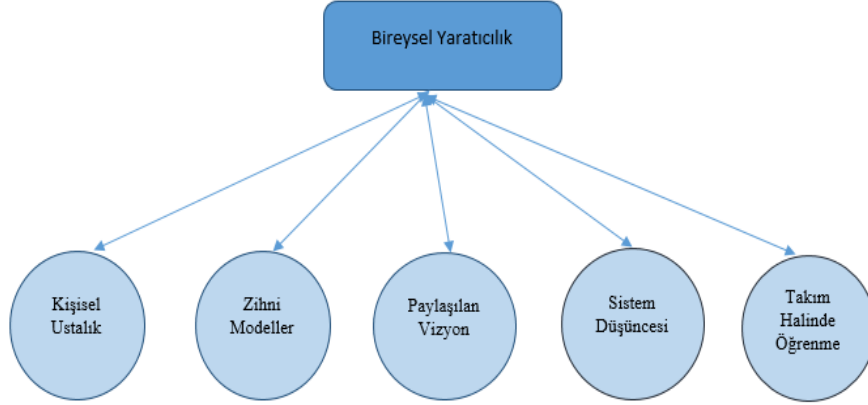 Bireysel Yaratıcılık
Kişisel
Ustalık
Zihni
Modeller
Paylaşılan
Vizyon
Sistem
Düşüncesi
Takım
Halinde
Öğrenme